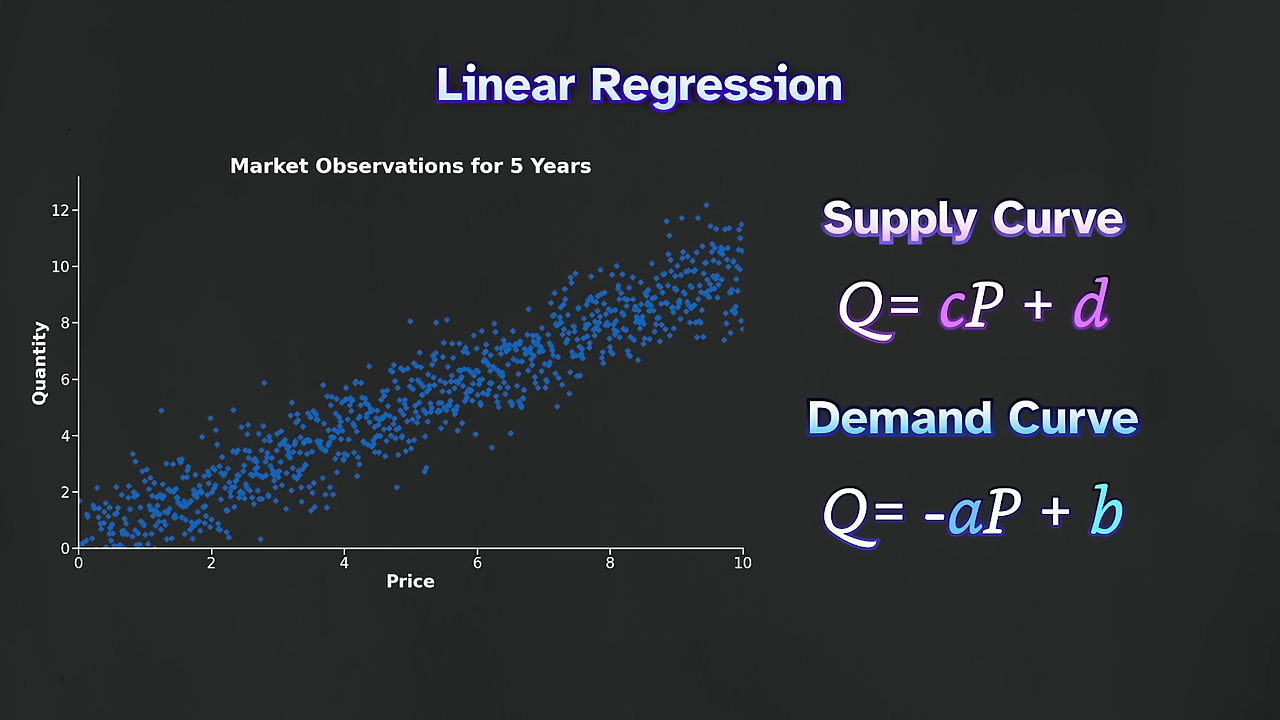 Linear Regression
Market Observations for 5 Years
12
10
8
6
4
2
0
Quantity
0 2 4 6 8 10
Price
Supply Curve
Q= cP + d
Demand Curve
Q= -aP + b